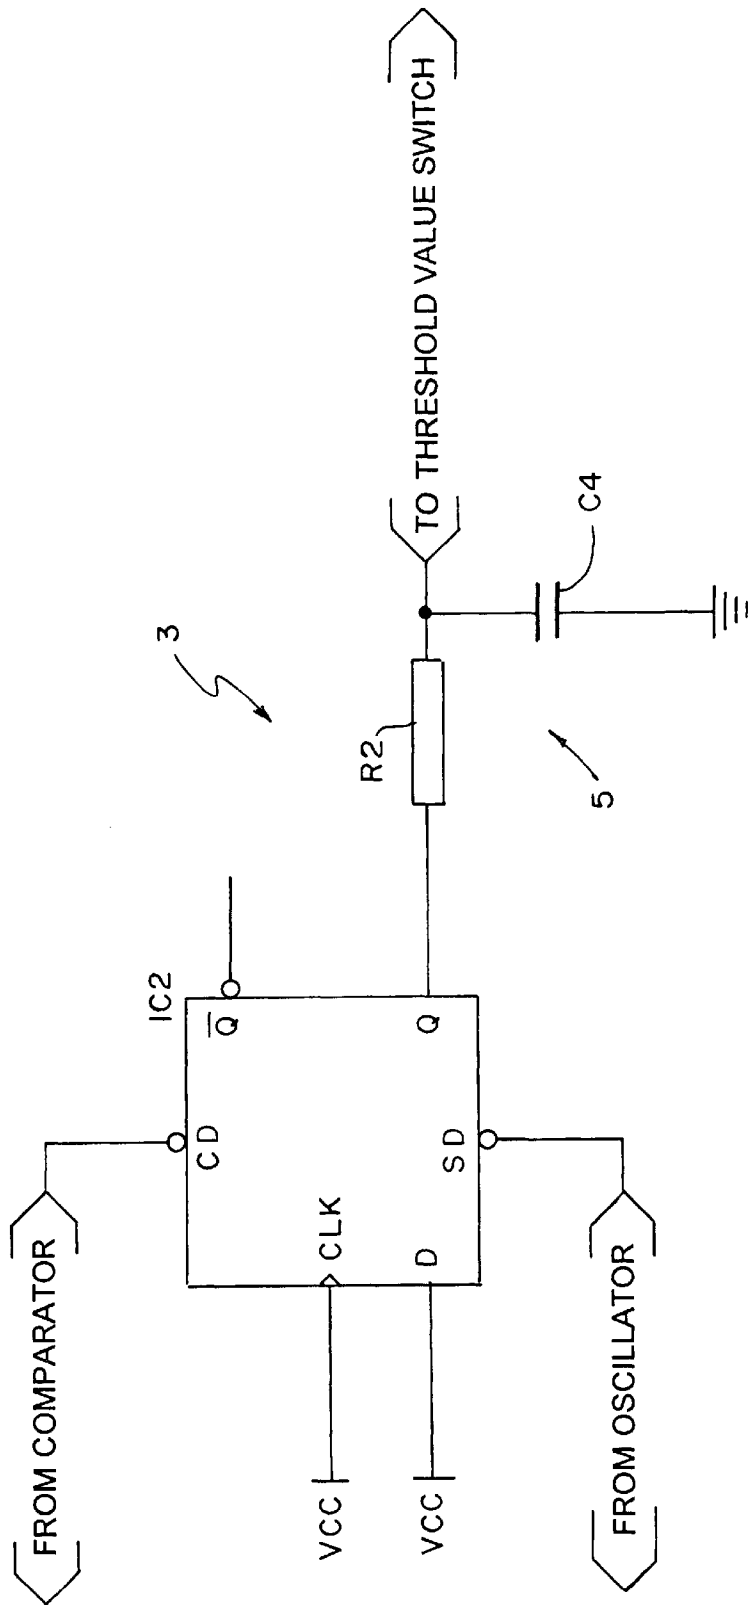 FROM COMPARATOR
CD
IC2
Q
3
VCC
CLK
R2
TO THRESHOLD VALUE SWITCH
VCC
D
SD
Q
5
C4
FROM OSCILLATOR